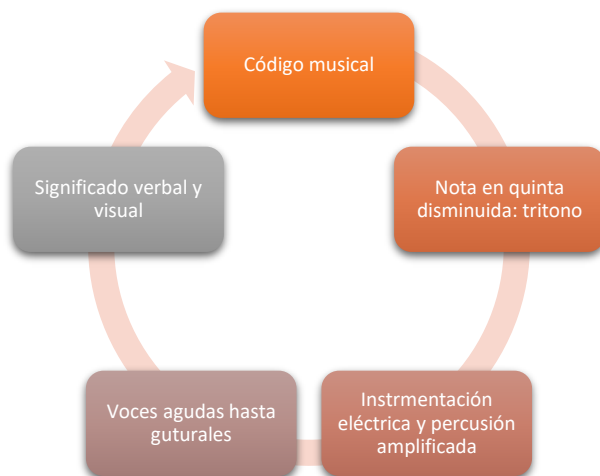 Código musical
Nota en quinta
disminuida: tritono
Instrmentación
eléctrica y percusión
amplificada
Voces agudas hasta
guturales
Significado verbal y
visual